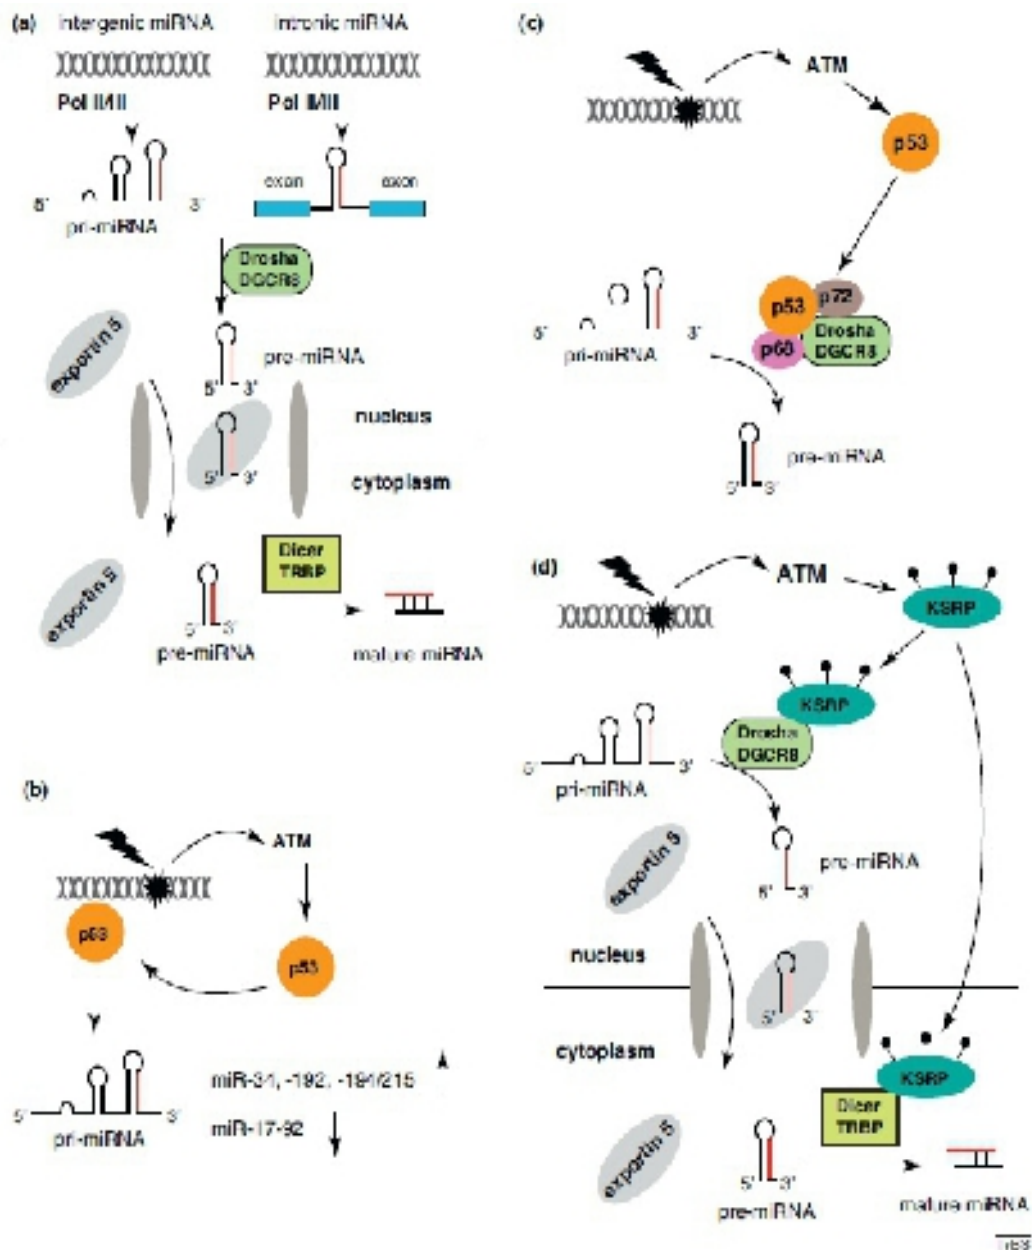 (a)
intergenic miRNA
intronic miRNA
Pol II/III
Pol II/III
exon
exon
5'
3'
pri-miRNA
Drosha
DGCR8
exportin 5
pre-miRNA
5'
3'
nucleus
5'
3'
cytoplasm
Dicer
TRBP
exportin 5
5'
3'
pre-miRNA
mature miRNA
(b)
ATM
p53
p53
miR-34, -192, -194/215
5'
3'
pri-miRNA
miR-17-92
(c)
ATM
p53
p53
p72
5'
3'
pri-miRNA
p68
Drosha
DGCR8
pre-miRNA
5'
3'
(d)
ATM
KSRP
KSRP
Drosha
DGCR8
5'
3'
pri-miRNA
exportin 5
pre-miRNA
5'
3'
nucleus
5'
3'
cytoplasm
KSRP
Dicer
TRBP
exportin 5
5'
3'
pre-miRNA
mature miRNA